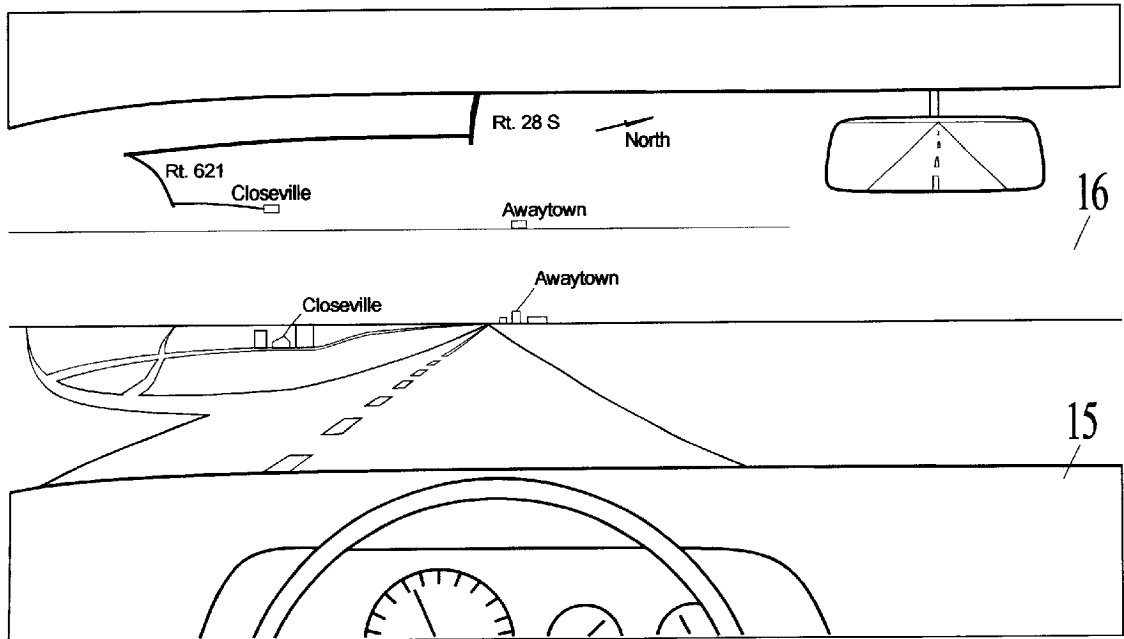 Rt. 28 S
North
Rt. 621
Closeville
Awaytown
16
Awaytown
Closeville
15